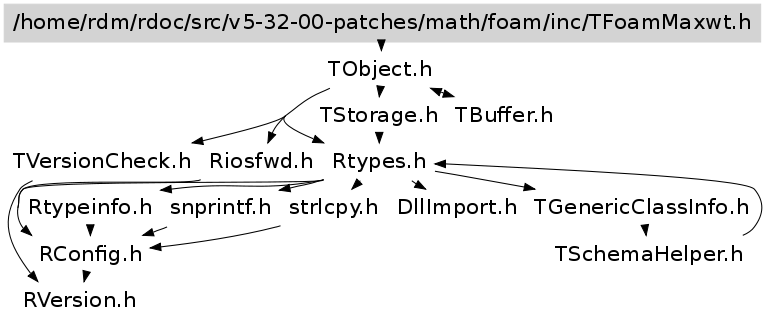 /home/rdm/rdoc/src/v5-32-00-patches/math/foam/inc/TFoamMaxwt.h
TObject.h
TStorage.h TBuffer.h
TVersionCheck.h Riosfwd.h Rtypes.h
Rtypeinfo.h snprintf.h strlcpy.h DllImport.h TGenericClassInfo.h
RConfig.h TSchemaHelper.h
RVersion.h